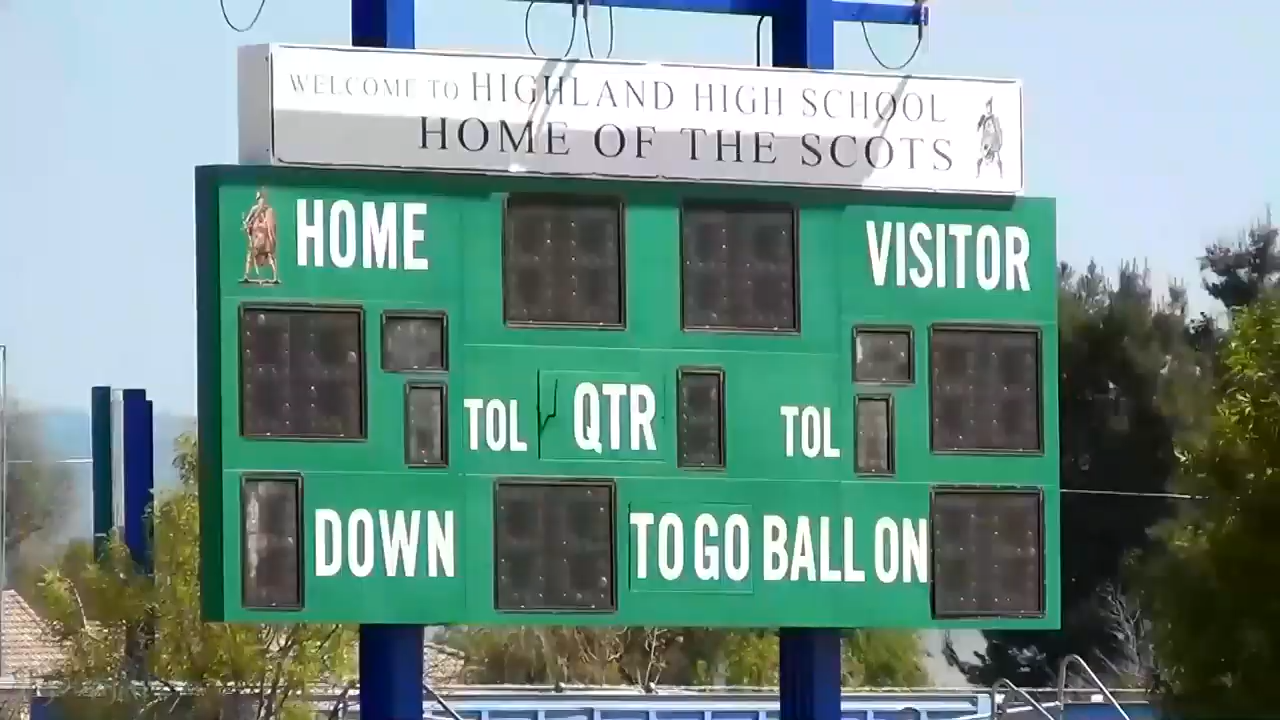 WELCOME TO HIGHLAND HIGH SCHOOL
HOME OF THE SCOTS
HOME
VISITOR
TOL
QTR
TOL
DOWN
TO GO
BALL ON